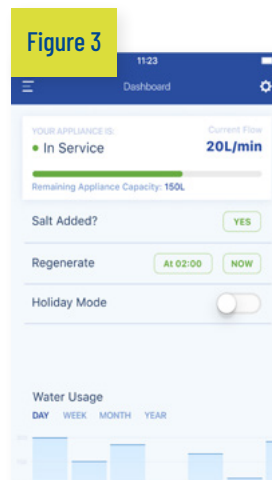 Figure 3
11:23
Dashboard
YOUR APPLIANCE IS:
Current Flow
In Service
20L/min
Remaining Appliance Capacity: 150L
Salt Added?
YES
Regenerate
At 02:00
NOW
Holiday Mode
Water Usage
DAY WEEK MONTH YEAR